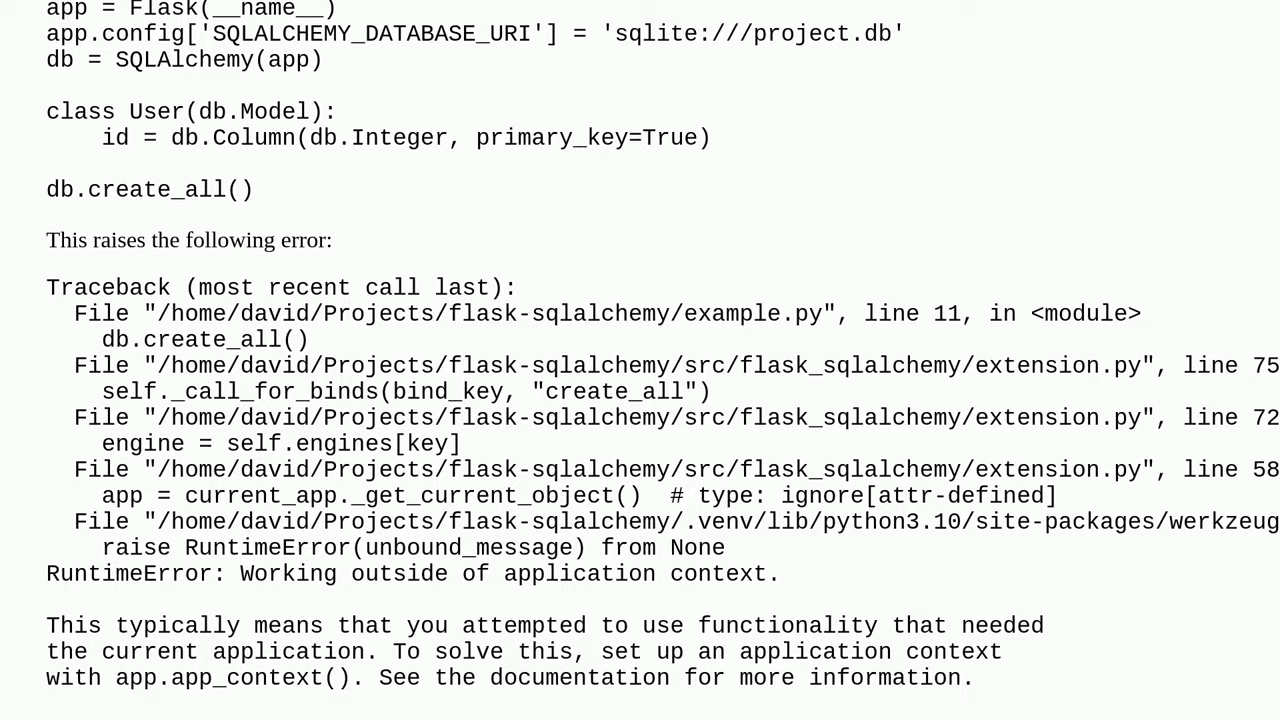 app = Flask(__name__)
app.config['SQLALCHEMY_DATABASE_URI'] = 'sqlite:///project.db'
db = SQLAlchemy(app)

class User(db.Model):
    id = db.Column(db.Integer, primary_key=True)

db.create_all()

This raises the following error:

Traceback (most recent call last):
  File "/home/david/Projects/flask-sqlalchemy/example.py", line 11, in <module>
    db.create_all()
  File "/home/david/Projects/flask-sqlalchemy/src/flask_sqlalchemy/extension.py", line 75
    self._call_for_binds(bind_key, "create_all")
  File "/home/david/Projects/flask-sqlalchemy/src/flask_sqlalchemy/extension.py", line 72
    engine = self.engines[key]
  File "/home/david/Projects/flask-sqlalchemy/src/flask_sqlalchemy/extension.py", line 58
    app = current_app._get_current_object()  # type: ignore[attr-defined]
  File "/home/david/Projects/flask-sqlalchemy/.venv/lib/python3.10/site-packages/werkzeug
    raise RuntimeError(unbound_message) from None
RuntimeError: Working outside of application context.

This typically means that you attempted to use functionality that needed
the current application. To solve this, set up an application context
with app.app_context(). See the documentation for more information.